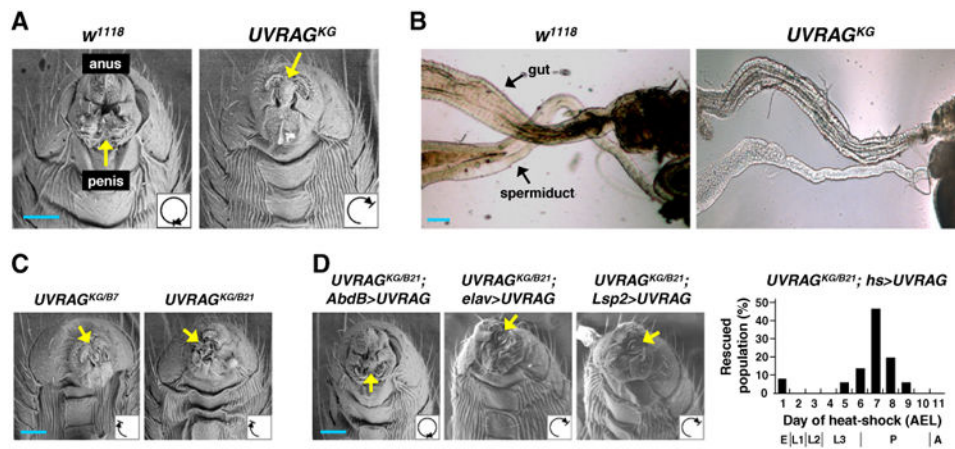 A
w1118
UVRAGKG
anus
penis
B
w1118
UVRAGKG
gut
spermiduct
C
UVRAGKG/B7
UVRAGKG/B21
D
UVRAGKG/B21;
AbdB>UVRAG
UVRAGKG/B21;
elav>UVRAG
UVRAGKG/B21;
Lsp2>UVRAG
UVRAGKG/B21; hs>UVRAG
Rescued
population (%)
50
40
30
20
10
0
1 2 3 4 5 6 7 8 9 10 11
Day of heat-shock (AEL)
E L1 L2 L3 P A